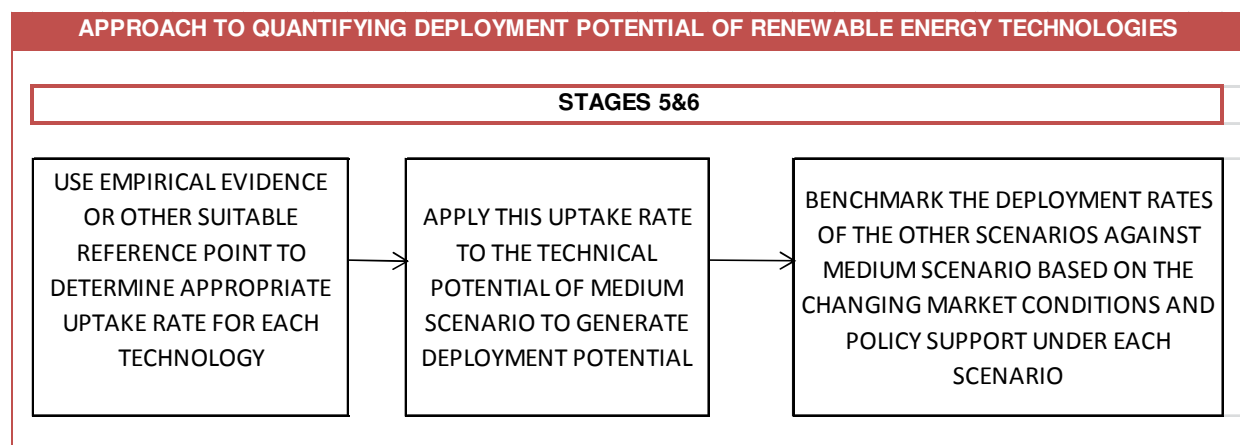 APPROACH TO QUANTIFYING DEPLOYMENT POTENTIAL OF RENEWABLE ENERGY TECHNOLOGIES
STAGES 5&6
USE EMPIRICAL EVIDENCE
OR OTHER SUITABLE
REFERENCE POINT TO
DETERMINE APPROPRIATE
UPTAKE RATE FOR EACH
TECHNOLOGY
APPLY THIS UPTAKE RATE
TO THE TECHNICAL
POTENTIAL OF MEDIUM
SCENARIO TO GENERATE
DEPLOYMENT POTENTIAL
BENCHMARK THE DEPLOYMENT RATES
OF THE OTHER SCENARIOS AGAINST
MEDIUM SCENARIO BASED ON THE
CHANGING MARKET CONDITIONS AND
POLICY SUPPORT UNDER EACH
SCENARIO